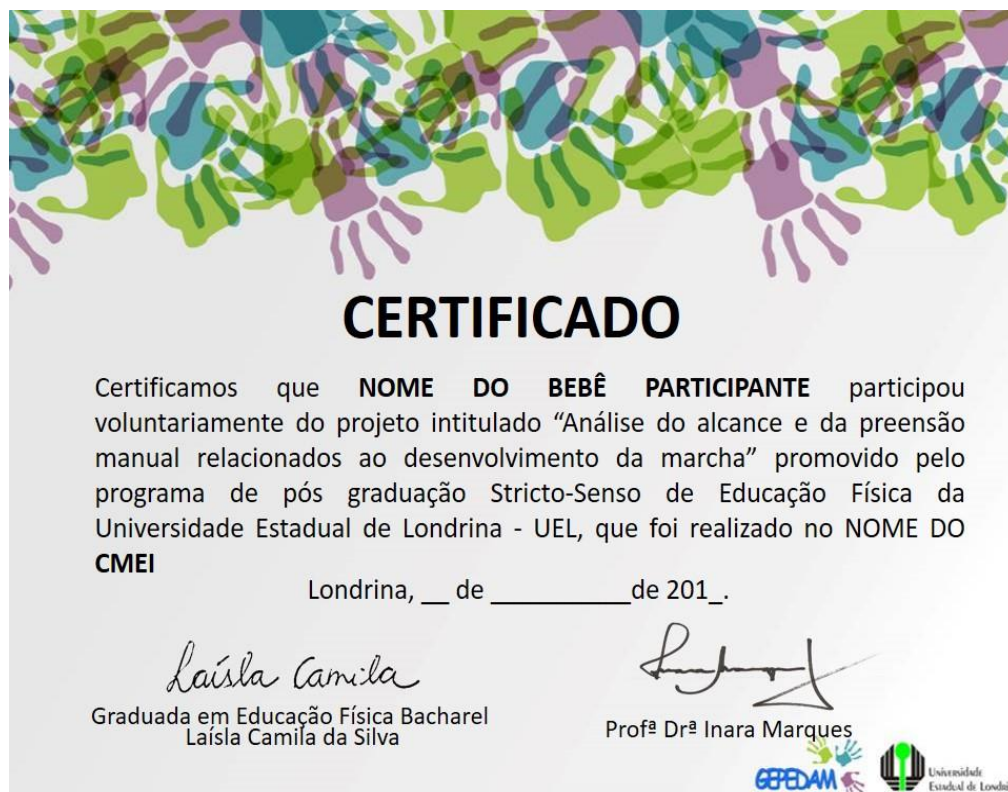 CERTIFICADO
Certificamos que NOME DO BEBÊ PARTICIPANTE participou
voluntariamente do projeto intitulado “Análise do alcance e da preensão
manual relacionados ao desenvolvimento da marcha” promovido pelo
programa de pós graduação Stricto-Senso de Educação Física da
Universidade Estadual de Londrina - UEL, que foi realizado no NOME DO
CMEI
Londrina, __ de __________de 201_.
Laísla Camila
Graduada em Educação Física Bacharel
Laísla Camila da Silva
Profª Drª Inara Marques
GEPEDAM
Universidade
Estadual de Londri